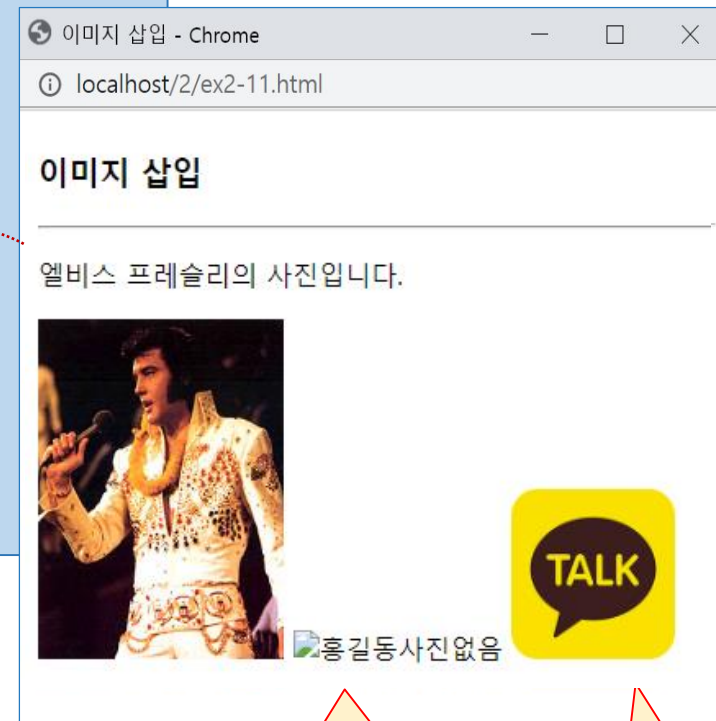 이미지 삽입 - Chrome
localhost/2/ex2-11.html
이미지 삽입
엘비스 프레슬리의 사진입니다.
홍길동사진없음
TALK